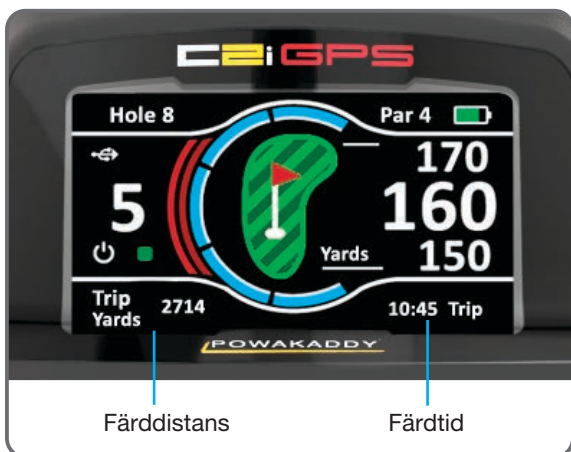 C2i GPS
Hole 8
Par 4
170
5
160
Yards
150
Trip
Yards
2714
10:45 Trip
POWAKADDY
Färddistans
Färdtid